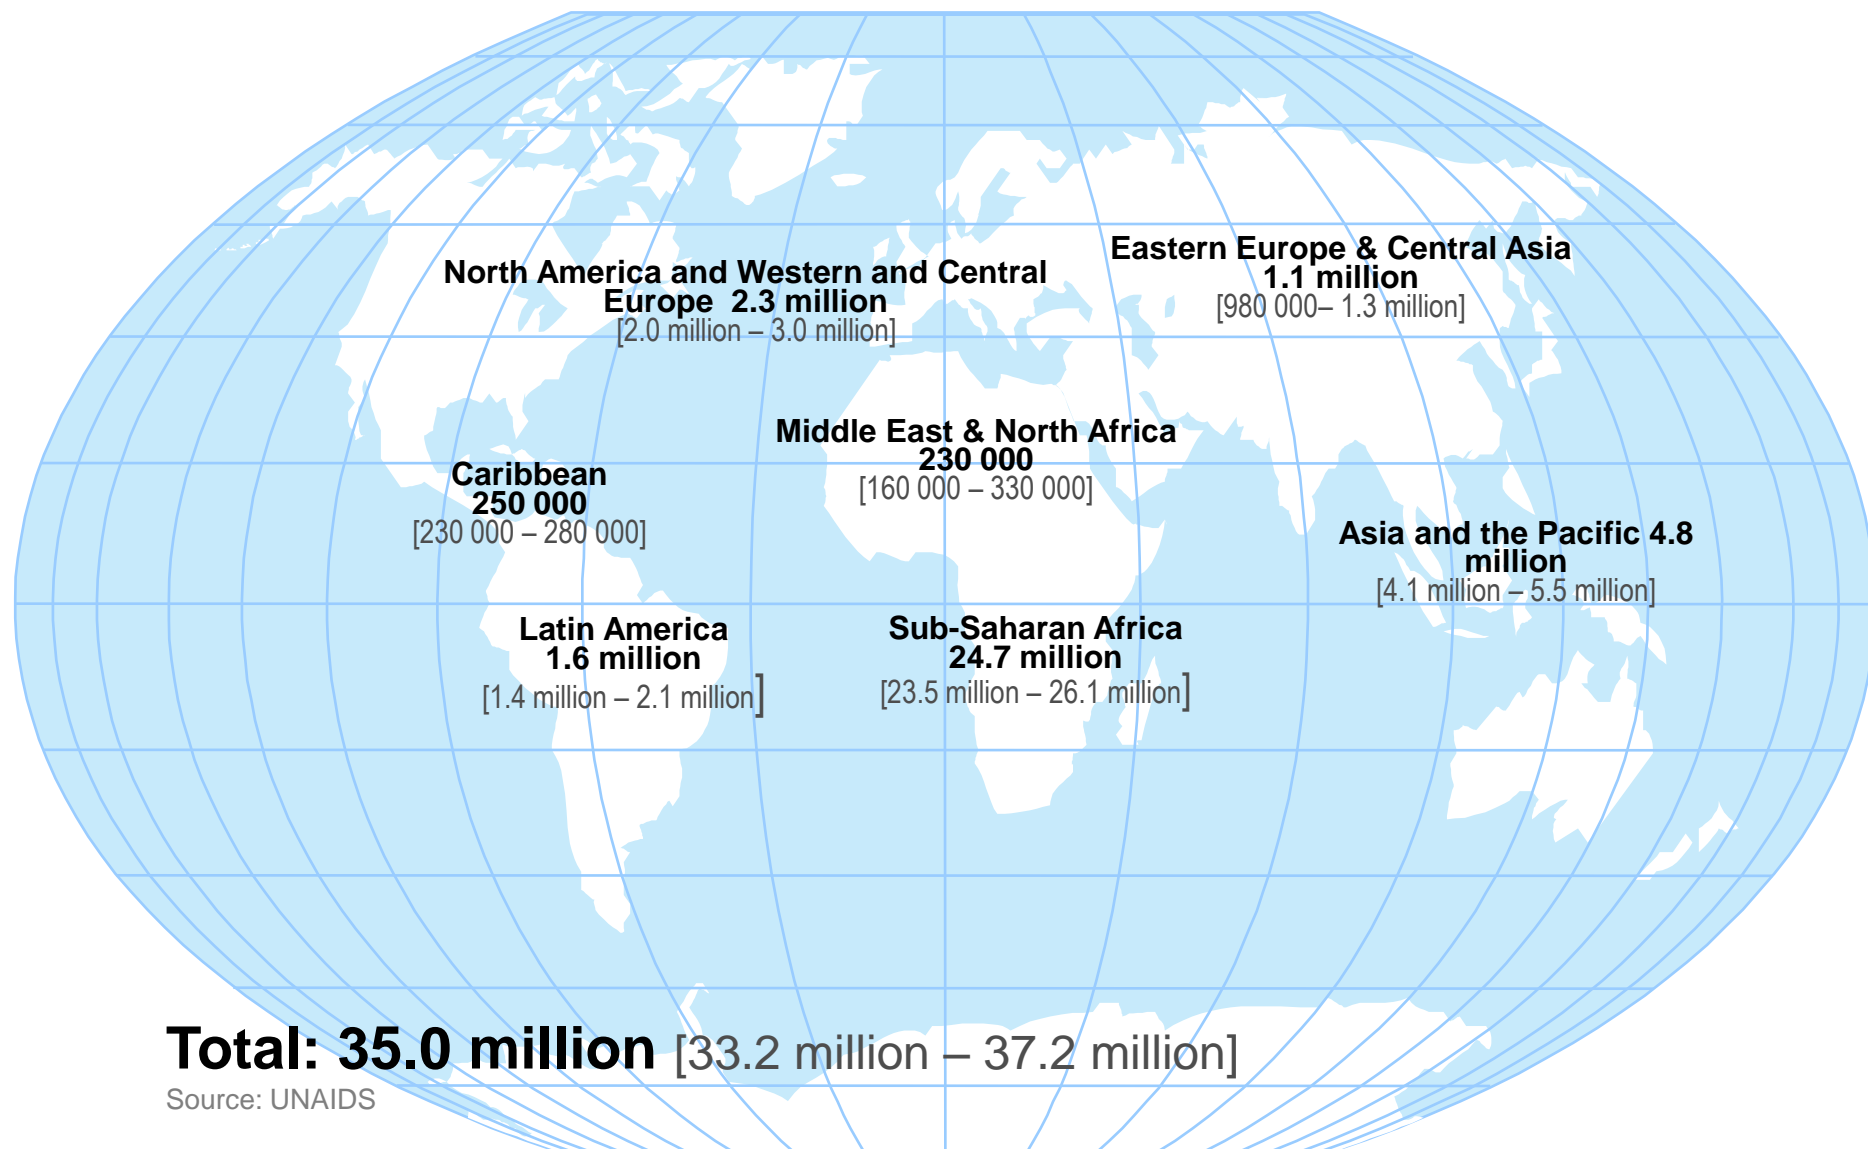 Eastern Europe & Central Asia
1.1 million
[980 000– 1.3 million]
North America and Western and Central
Europe  2.3 million
[2.0 million – 3.0 million]
Middle East & North Africa
230 000
[160 000 – 330 000]
Caribbean
250 000
[230 000 – 280 000]
Asia and the Pacific 4.8
million
[4.1 million – 5.5 million]
Latin America
1.6 million
[1.4 million – 2.1 million]
Sub-Saharan Africa
24.7 million
[23.5 million – 26.1 million]
Total: 35.0 million [33.2 million – 37.2 million]
Source: UNAIDS